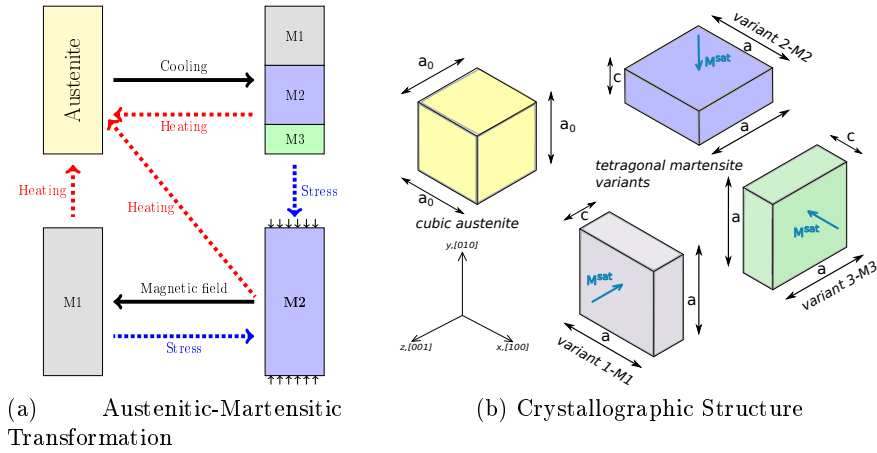 Austenite
Cooling
Heating
M1
M2
M3
Heating
Heating
Stress
M1
Magnetic field
Stress
M2
(a) Austenitic-Martensitic
Transformation
a₀
a₀
a₀
cubic austenite
variant 2-M2
a
Mˢᵃᵗ
c
a
tetragonal martensite
variants
c
a
Mˢᵃᵗ
a
variant 3-M3
c
Mˢᵃᵗ
a
a
variant 1-M1
y,[010]
z,[001]
x,[100]
(b) Crystallographic Structure